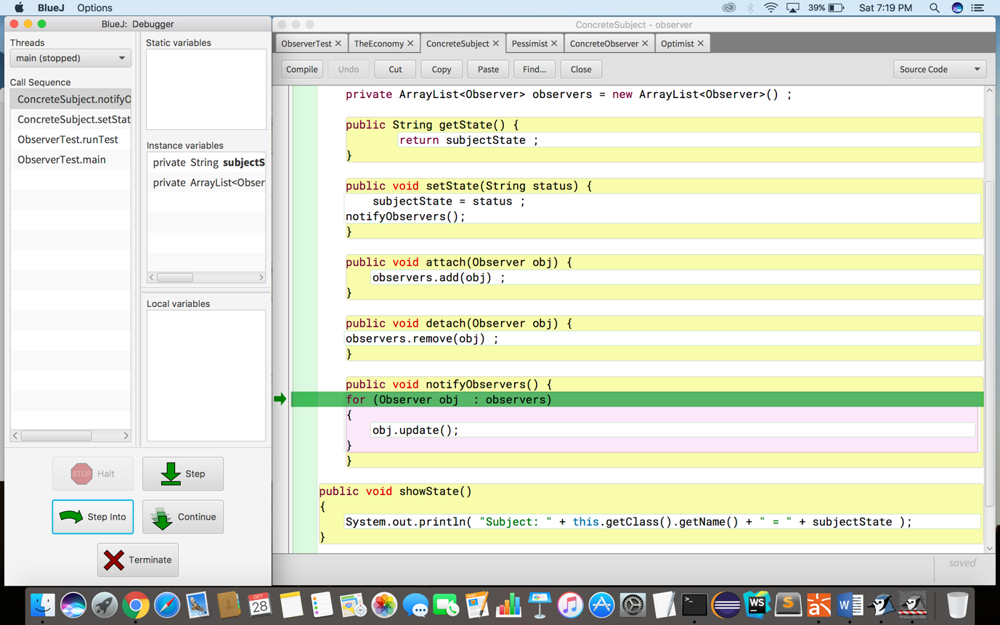 BlueJ Options
39% Sat 7:19 PM
BlueJ: Debugger
Threads
main (stopped)
Call Sequence
ConcreteSubject.notifyO
ConcreteSubject.setStat
ObserverTest.runTest
ObserverTest.main
Static variables
Instance variables
private String subjectS
private ArrayList<Obser
Local variables
STOP Halt
Step
Step Into
Continue
Terminate
ConcreteSubject - observer
ObserverTest TheEconomy ConcreteSubject Pessimist ConcreteObserver Optimist
Compile Undo Cut Copy Paste Find... Close Source Code
private ArrayList<Observer> observers = new ArrayList<Observer>() ;
public String getState() {
return subjectState ;
}
public void setState(String status) {
subjectState = status ;
notifyObservers();
}
public void attach(Observer obj) {
observers.add(obj) ;
}
public void detach(Observer obj) {
observers.remove(obj) ;
}
public void notifyObservers() {
for (Observer obj : observers)
{
obj.update();
}
}
public void showState()
{
System.out.println( "Subject: " + this.getClass().getName() + " = " + subjectState );
}
saved
OCT
28
WS
S
W